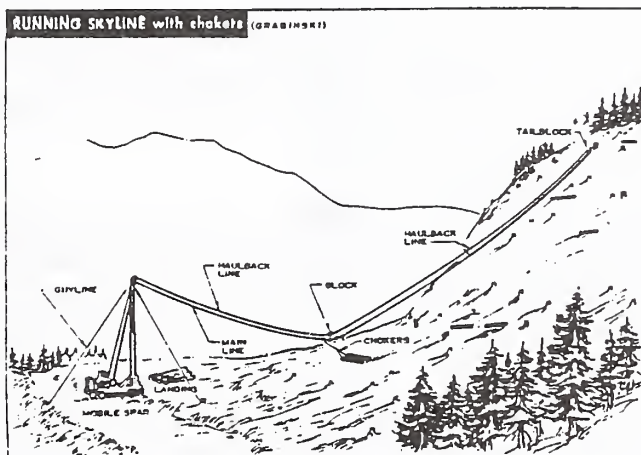 RUNNING SKYLINE with chokers (GRABINSKI)
TAILBLOCK
A
B
HAULBACK
LINE
HAULBACK
LINE
BLOCK
GUYLINE
MAIN
LINE
CHOKERS
LANDING
MOBILE SPAR